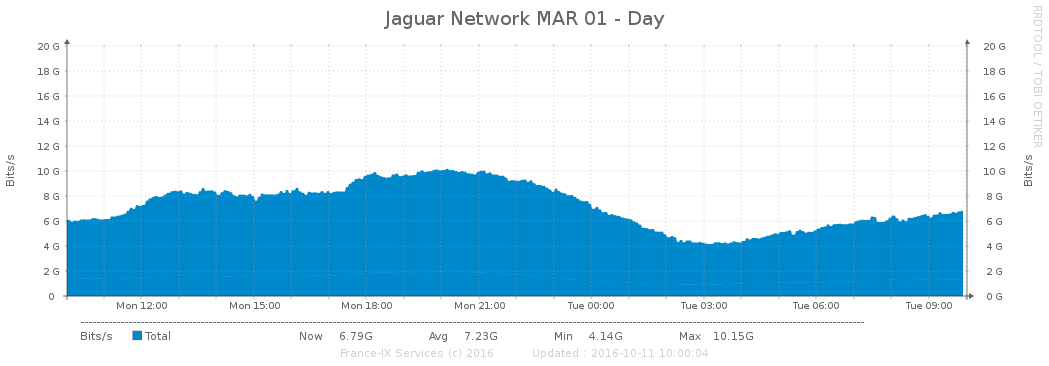 Jaguar Network MAR 01 - Day
RRDTOOL / TOBI OETIKER
Bits/s
20 G 20 G
18 G 18 G
16 G 16 G
14 G 14 G
12 G 12 G
10 G 10 G
8 G 8 G
6 G 6 G
4 G 4 G
2 G 2 G
0 0 G
Bits/s
Mon 12:00 Mon 15:00 Mon 18:00 Mon 21:00 Tue 00:00 Tue 03:00 Tue 06:00 Tue 09:00
Bits/s Total Now 6.79G Avg 7.23G Min 4.14G Max 10.15G
France-IX Services (c) 2016 Updated : 2016-10-11 10:00:04